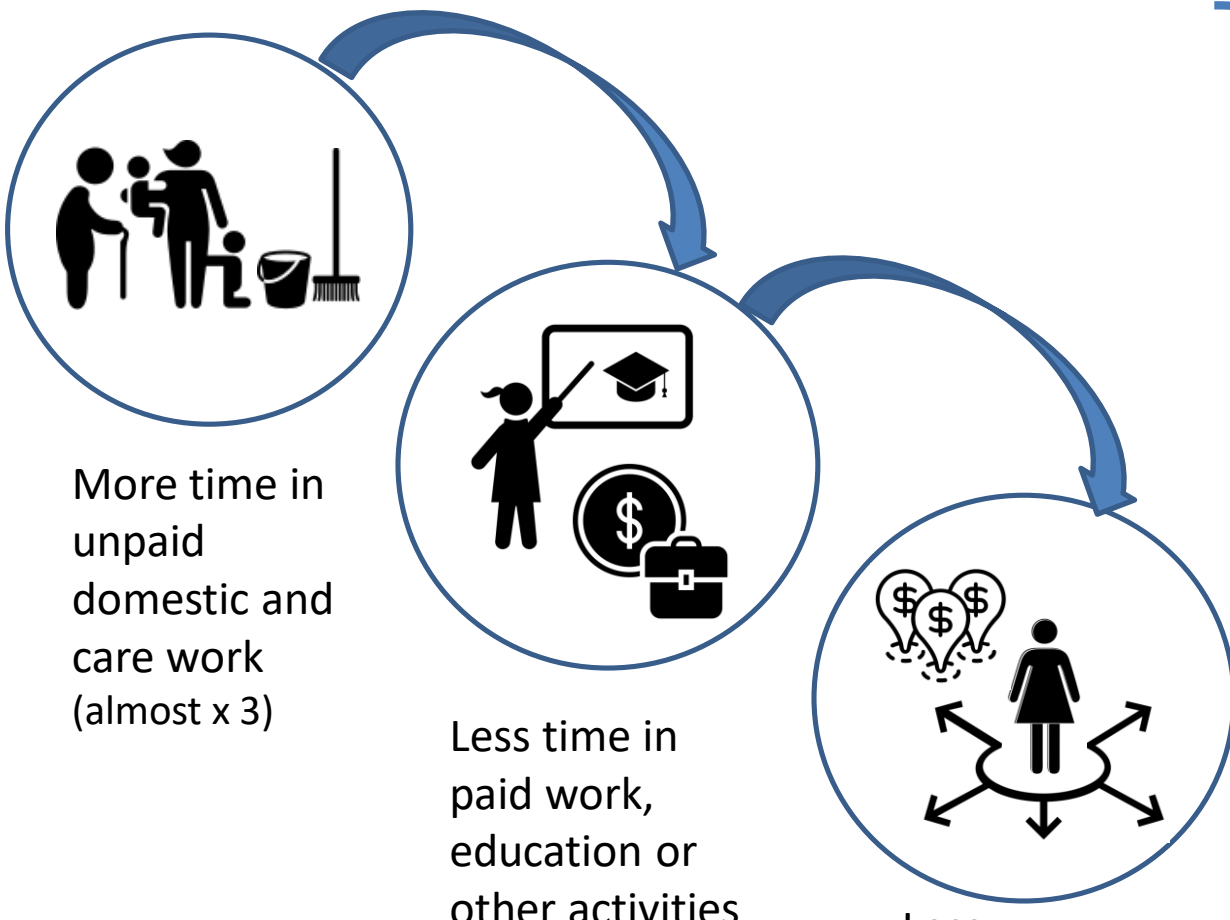 More time in
unpaid
domestic and
care work
(almost x 3)
Less time in
paid work,
education or
other activities
$
$
$
$